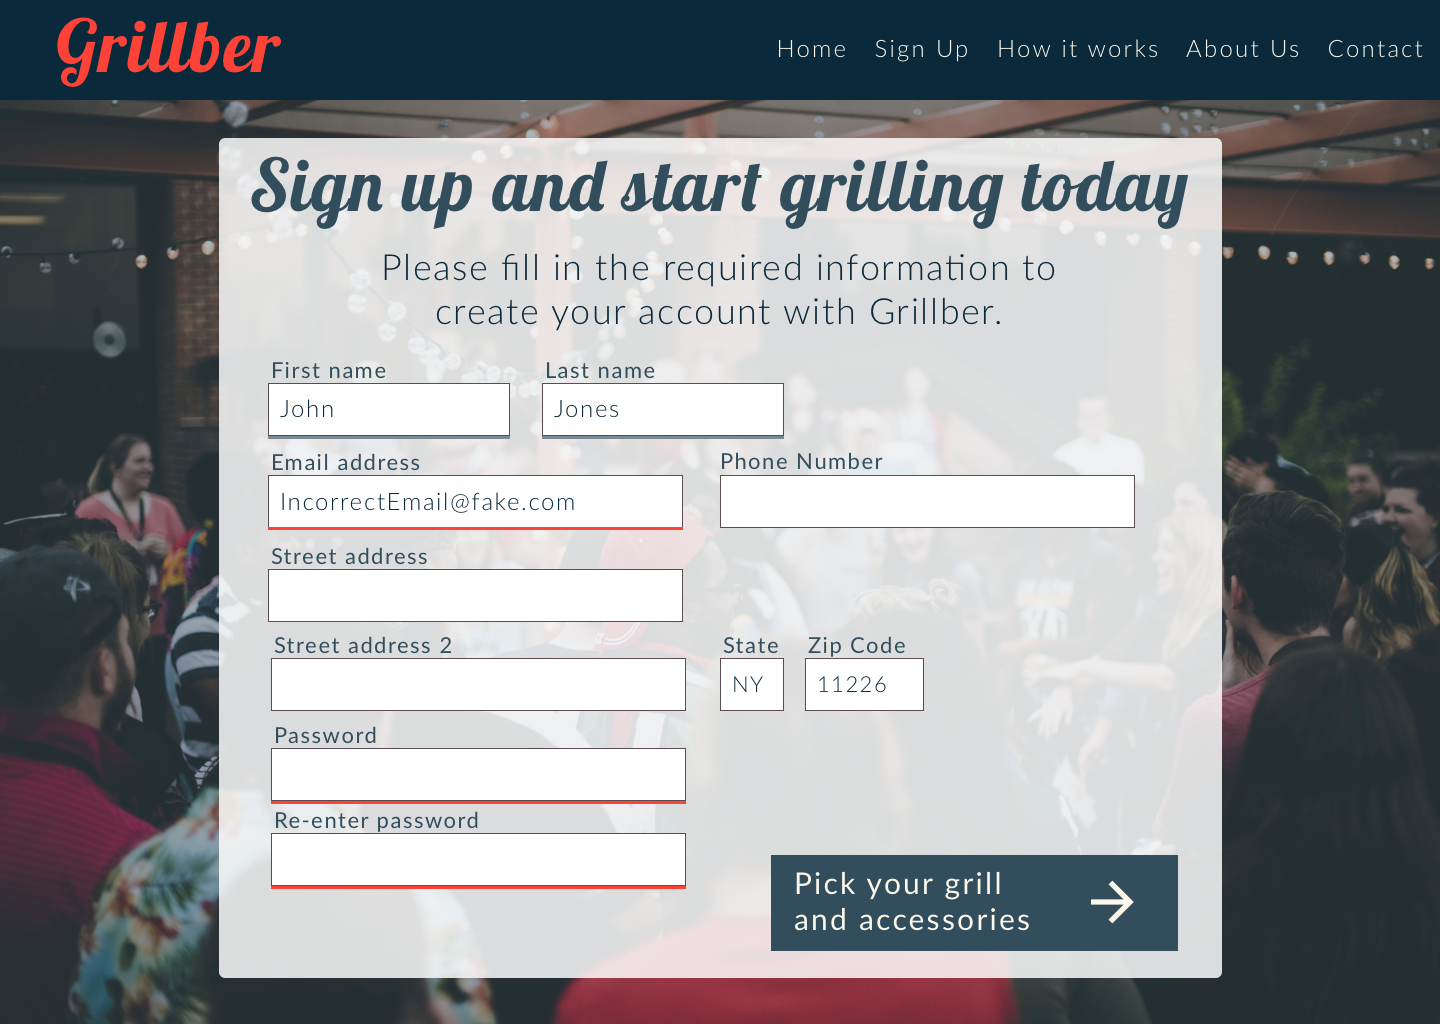 Grillber
Home Sign Up How it works About Us Contact
Sign up and start grilling today
Please fill in the required information to
create your account with Grillber.
First name Last name
John Jones
Email address Phone Number
IncorrectEmail@fake.com
Street address
Street address 2 State Zip Code
NY 11226
Password
Re-enter password
Pick your grill
and accessories